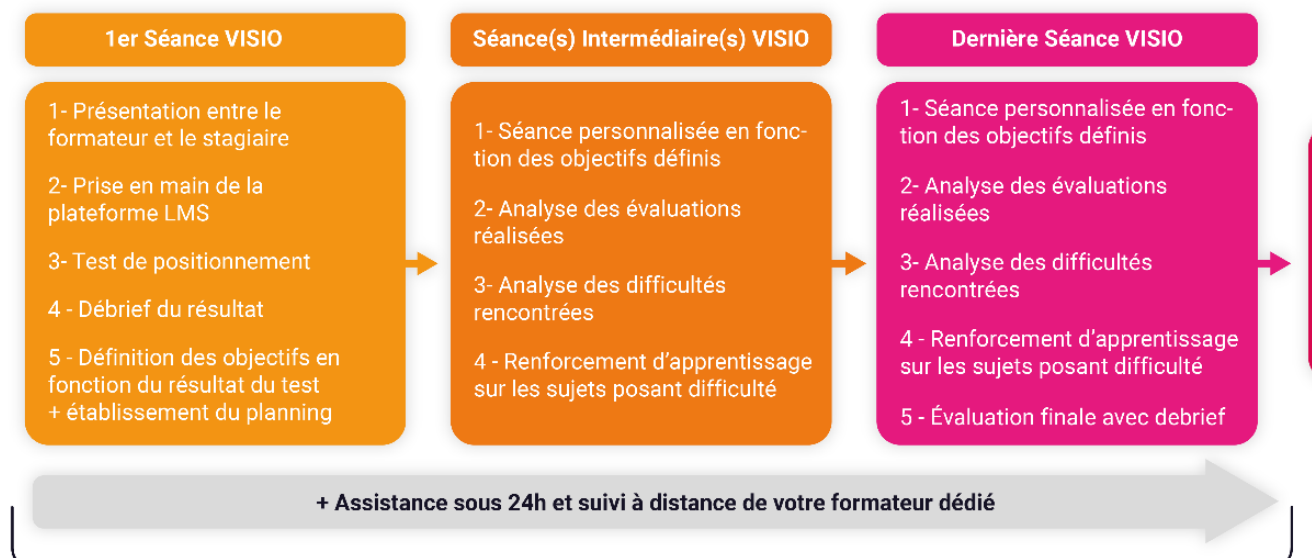 1er Séance VISIO
1- Présentation entre le
formateur et le stagiaire
2- Prise en main de la
plateforme LMS
3- Test de positionnement
4 - Débrief du résultat
5 - Définition des objectifs en
fonction du résultat du test
+ établissement du planning
Séance(s) Intermédiaire(s) VISIO
1- Séance personnalisée en fonc-
tion des objectifs définis
2- Analyse des évaluations
réalisées
3- Analyse des difficultés
rencontrées
4 - Renforcement d'apprentissage
sur les sujets posant difficulté
Dernière Séance VISIO
1- Séance personnalisée en fonc-
tion des objectifs définis
2- Analyse des évaluations
réalisées
3- Analyse des difficultés
rencontrées
4 - Renforcement d'apprentissage
sur les sujets posant difficulté
5 - Évaluation finale avec debrief
+ Assistance sous 24h et suivi à distance de votre formateur dédié